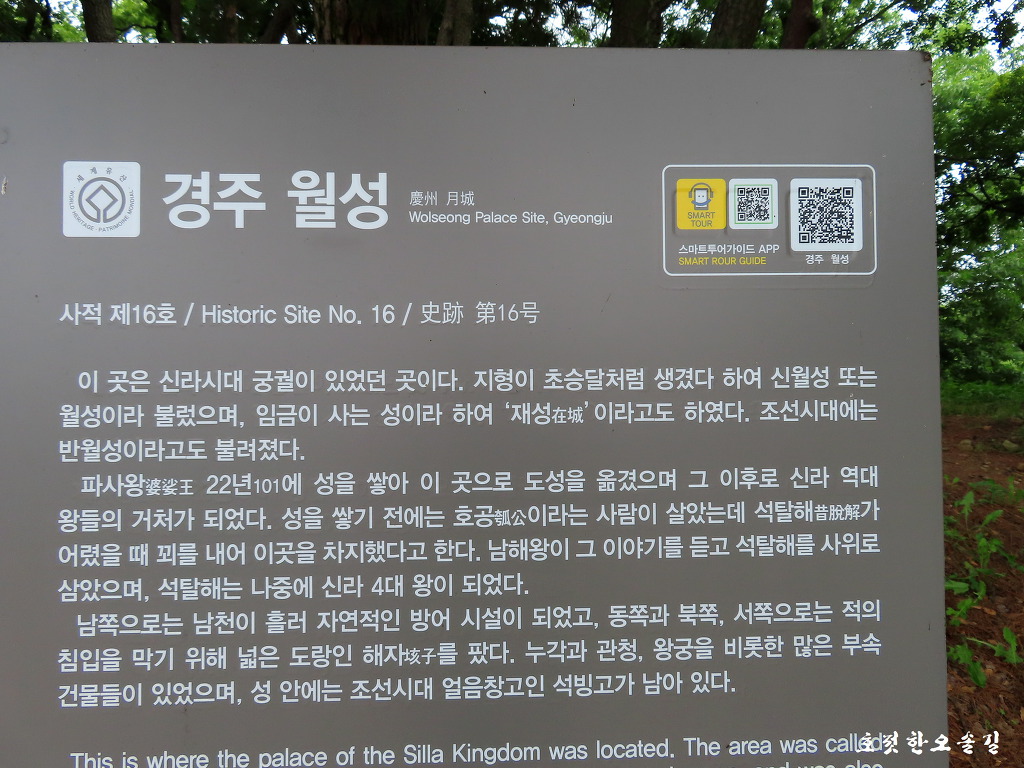 세계유산
WORLD HERITAGE · PATRIMOINE MONDIAL
경주 월성
慶州 月城
Wolseong Palace Site, Gyeongju
SMART
TOUR
스마트투어가이드 APP
SMART ROUR GUIDE
경주 월성
사적 제16호 / Historic Site No. 16 / 史跡 第16号
이 곳은 신라시대 궁궐이 있었던 곳이다. 지형이 초승달처럼 생겼다 하여 신월성 또는
월성이라 불렀으며, 임금이 사는 성이라 하여 ‘재성在城’이라고도 하였다. 조선시대에는
반월성이라고도 불려졌다.
파사왕婆娑王 22년101에 성을 쌓아 이 곳으로 도성을 옮겼으며 그 이후로 신라 역대
왕들의 거처가 되었다. 성을 쌓기 전에는 호공瓠公이라는 사람이 살았는데 석탈해昔脫解가
어렸을 때 꾀를 내어 이곳을 차지했다고 한다. 남해왕이 그 이야기를 듣고 석탈해를 사위로
삼았으며, 석탈해는 나중에 신라 4대 왕이 되었다.
남쪽으로는 남천이 흘러 자연적인 방어 시설이 되었고, 동쪽과 북쪽, 서쪽으로는 적의
침입을 막기 위해 넓은 도랑인 해자垓子를 팠다. 누각과 관청, 왕궁을 비롯한 많은 부속
건물들이 있었으며, 성 안에는 조선시대 얼음창고인 석빙고가 남아 있다.
This is where the palace of the Silla Kingdom was located. The area was called
and was also
호젓한오솔길